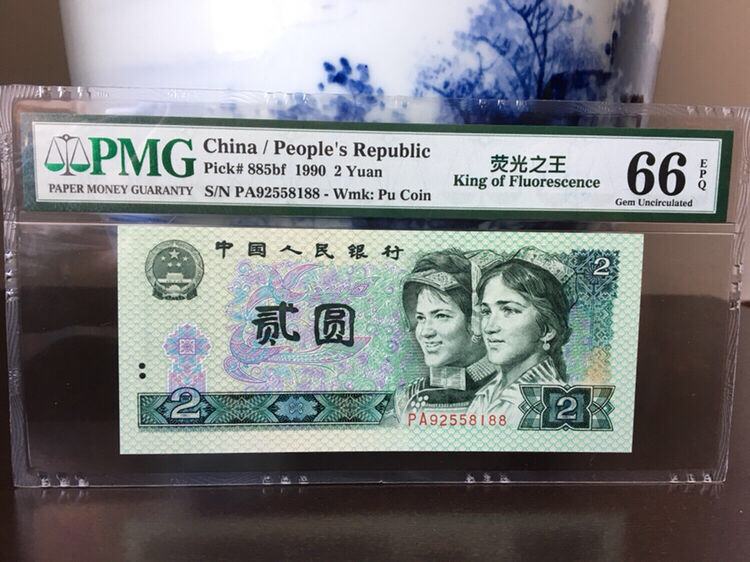 PMG
PAPER MONEY GUARANTY
China / People's Republic
Pick# 885bf 1990 2 Yuan
S/N PA92558188 - Wmk: Pu Coin
荧光之王
King of Fluorescence
66
EPQ
Gem Uncirculated
中国人民银行
2
贰圆
2
2
PA92558188